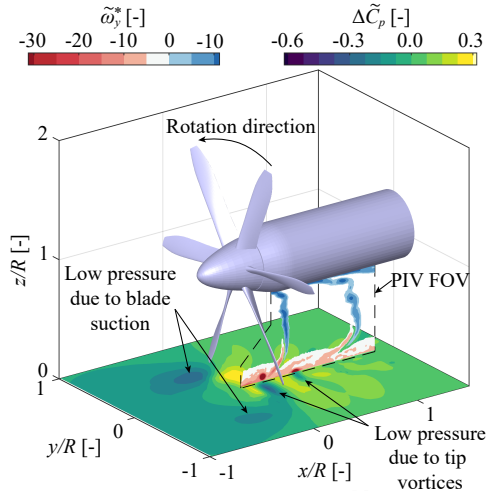 ω̃*y [-]
ΔC̃p [-]
-30 -20 -10 0 -10
-0.6 -0.3 0.0 0.3
2
Rotation direction
1
z/R [-]
PIV FOV
Low pressure
due to blade
suction
0
1
0
-1
y/R [-]
-1
0
1
x/R [-]
Low pressure
due to tip
vortices